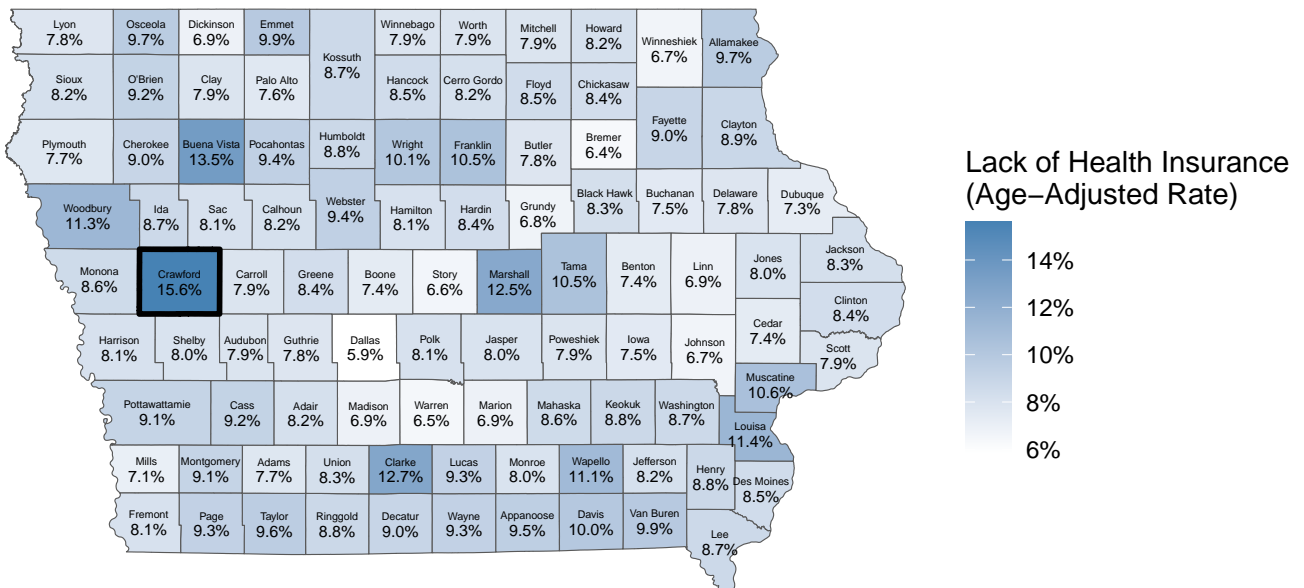 Lyon
7.8%
Osceola
9.7%
Dickinson
6.9%
Emmet
9.9%
Kossuth
8.7%
Winnebago
7.9%
Worth
7.9%
Mitchell
7.9%
Howard
8.2%
Winneshiek
6.7%
Allamakee
9.7%
Sioux
8.2%
O'Brien
9.2%
Clay
7.9%
Palo Alto
7.6%
Hancock
8.5%
Cerro Gordo
8.2%
Floyd
8.5%
Chickasaw
8.4%
Fayette
9.0%
Clayton
8.9%
Plymouth
7.7%
Cherokee
9.0%
Buena Vista
13.5%
Pocahontas
9.4%
Humboldt
8.8%
Wright
10.1%
Franklin
10.5%
Butler
7.8%
Bremer
6.4%
Woodbury
11.3%
Ida
8.7%
Sac
8.1%
Calhoun
8.2%
Webster
9.4%
Hamilton
8.1%
Hardin
8.4%
Grundy
6.8%
Black Hawk
8.3%
Buchanan
7.5%
Delaware
7.8%
Dubuque
7.3%
Monona
8.6%
Crawford
15.6%
Carroll
7.9%
Greene
8.4%
Boone
7.4%
Story
6.6%
Marshall
12.5%
Tama
10.5%
Benton
7.4%
Linn
6.9%
Jones
8.0%
Jackson
8.3%
Clinton
8.4%
Harrison
8.1%
Shelby
8.0%
Audubon
7.9%
Guthrie
7.8%
Dallas
5.9%
Polk
8.1%
Jasper
8.0%
Poweshiek
7.9%
Iowa
7.5%
Johnson
6.7%
Cedar
7.4%
Scott
7.9%
Muscatine
10.6%
Pottawattamie
9.1%
Cass
9.2%
Adair
8.2%
Madison
6.9%
Warren
6.5%
Marion
6.9%
Mahaska
8.6%
Keokuk
8.8%
Washington
8.7%
Louisa
11.4%
Mills
7.1%
Montgomery
9.1%
Adams
7.7%
Union
8.3%
Clarke
12.7%
Lucas
9.3%
Monroe
8.0%
Wapello
11.1%
Jefferson
8.2%
Henry
8.8%
Des Moines
8.5%
Fremont
8.1%
Page
9.3%
Taylor
9.6%
Ringgold
8.8%
Decatur
9.0%
Wayne
9.3%
Appanoose
9.5%
Davis
10.0%
Van Buren
9.9%
Lee
8.7%
Lack of Health Insurance
(Age−Adjusted Rate)
14%
12%
10%
8%
6%